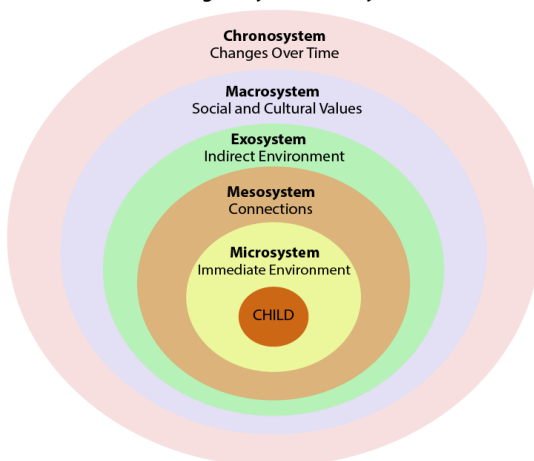 Chronosystem
Changes Over Time
Macrosystem
Social and Cultural Values
Exosystem
Indirect Environment
Mesosystem
Connections
Microsystem
Immediate Environment
CHILD